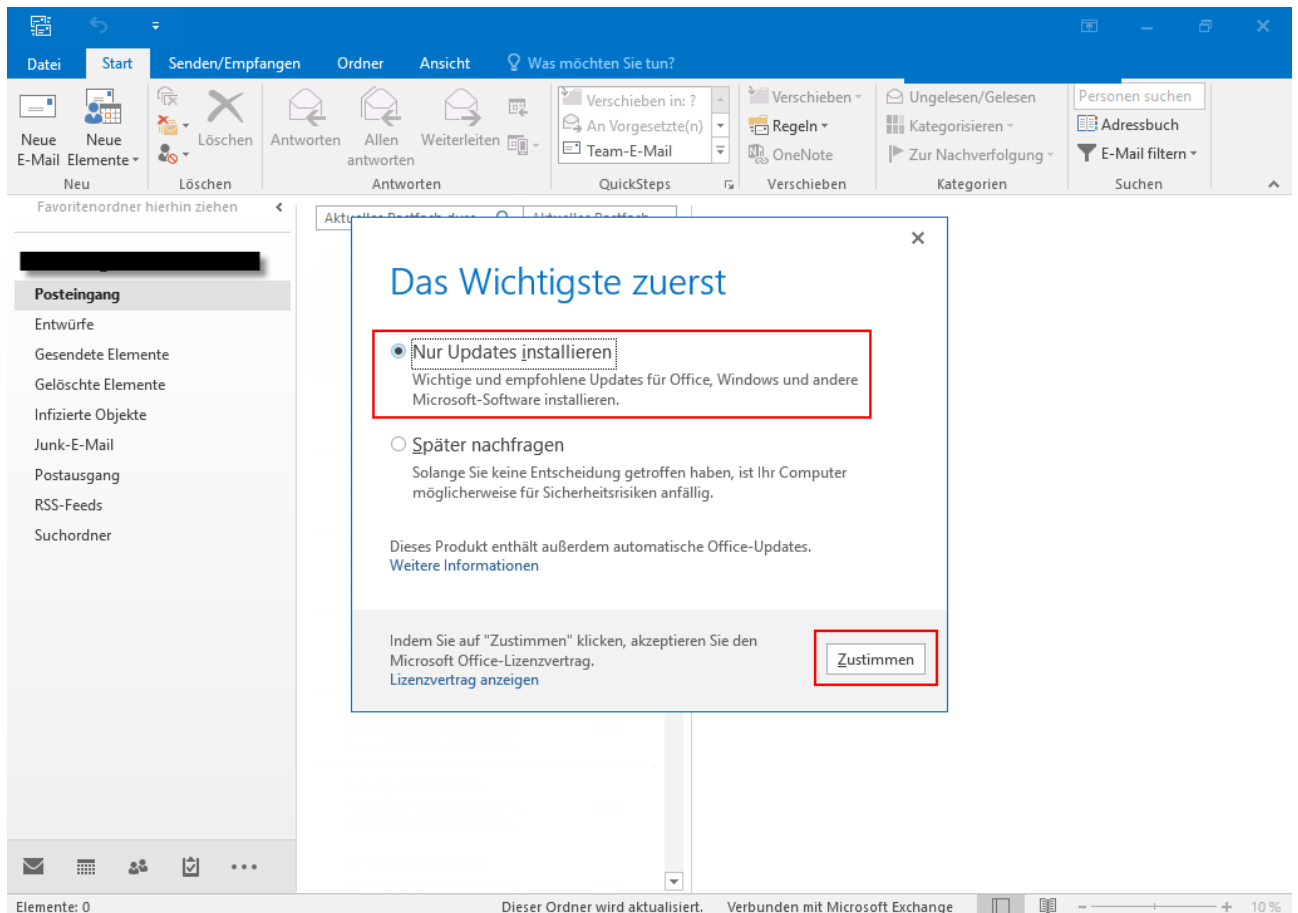 Datei Start Senden/Empfangen Ordner Ansicht Was möchten Sie tun?
Neue E-Mail
Neue Elemente
Neu
Löschen
Löschen
Antworten
Allen antworten
Weiterleiten
Antworten
Verschieben in: ?
An Vorgesetzte(n)
Team-E-Mail
QuickSteps
Verschieben
Regeln
OneNote
Verschieben
Ungelesen/Gelesen
Kategorisieren
Zur Nachverfolgung
Kategorien
Personen suchen
Adressbuch
E-Mail filtern
Suchen
Favoritenordner hierhin ziehen
Posteingang
Entwürfe
Gesendete Elemente
Gelöschte Elemente
Infizierte Objekte
Junk-E-Mail
Postausgang
RSS-Feeds
Suchordner
Das Wichtigste zuerst
Nur Updates installieren
Wichtige und empfohlene Updates für Office, Windows und andere
Microsoft-Software installieren.
Später nachfragen
Solange Sie keine Entscheidung getroffen haben, ist Ihr Computer
möglicherweise für Sicherheitsrisiken anfällig.
Dieses Produkt enthält außerdem automatische Office-Updates.
Weitere Informationen
Indem Sie auf "Zustimmen" klicken, akzeptieren Sie den
Microsoft Office-Lizenzvertrag.
Lizenzvertrag anzeigen
Zustimmen
Elemente: 0 Dieser Ordner wird aktualisiert. Verbunden mit Microsoft Exchange 10 %